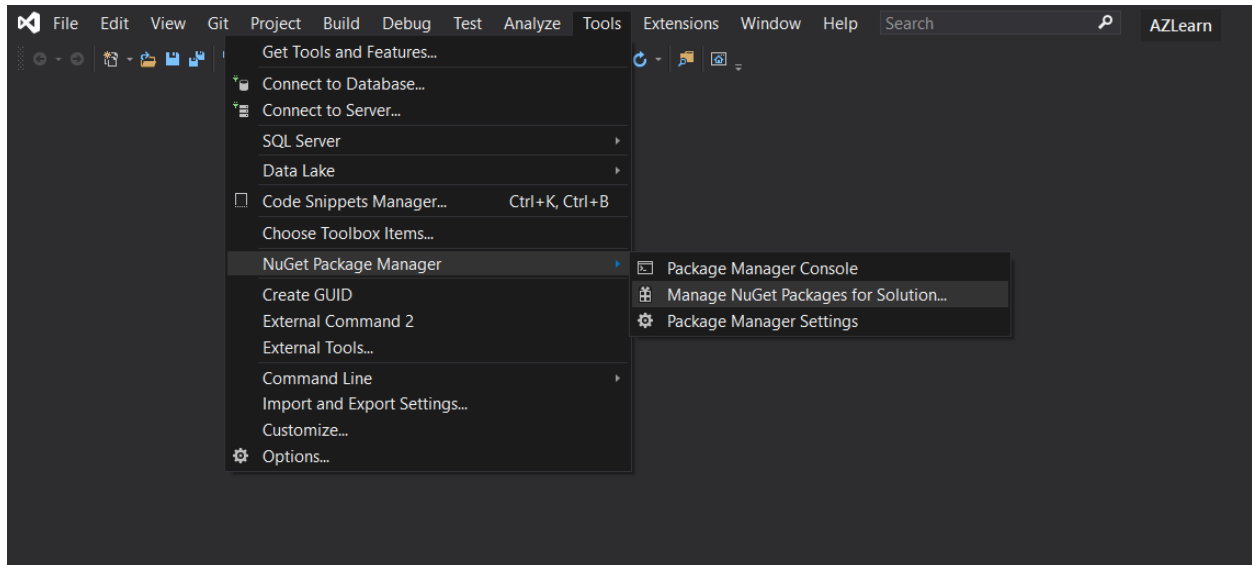 File Edit View Git Project Build Debug Test Analyze Tools Extensions Window Help Search AZLearn
Get Tools and Features...
Connect to Database...
Connect to Server...
SQL Server
Data Lake
Code Snippets Manager... Ctrl+K, Ctrl+B
Choose Toolbox Items...
NuGet Package Manager
Package Manager Console
Manage NuGet Packages for Solution...
Package Manager Settings
Create GUID
External Command 2
External Tools...
Command Line
Import and Export Settings...
Customize...
Options...